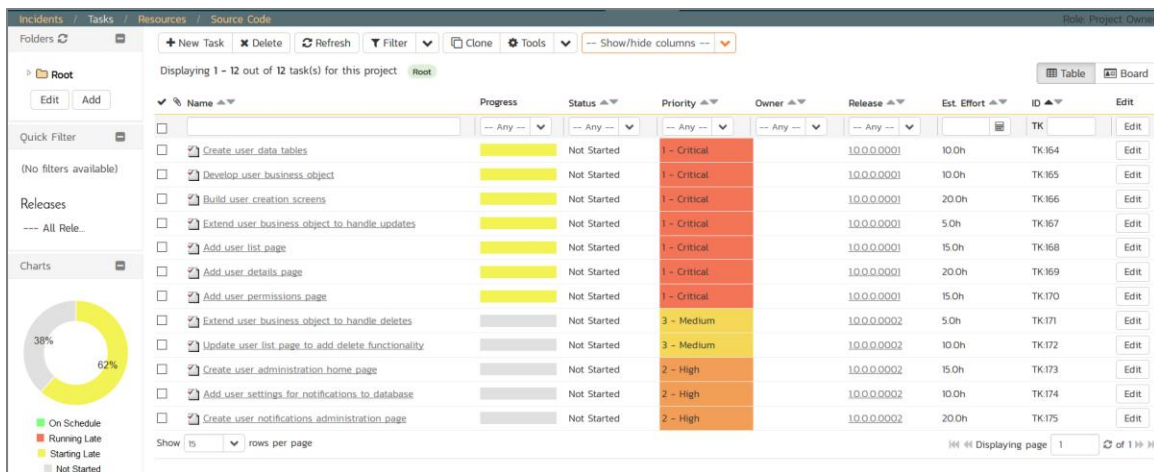 Incidents / Tasks / Resources / Source Code Role: Project Owner
Folders
Root
Edit Add
Quick Filter
(No filters available)
Releases
--- All Rele...
Charts
38%
62%
On Schedule
Running Late
Starting Late
Not Started
New Task Delete Refresh Filter Clone Tools -- Show/hide columns --
Displaying 1 - 12 out of 12 task(s) for this project Root Table Board
Name Progress Status Priority Owner Release Est. Effort ID Edit
-- Any -- -- Any -- -- Any -- -- Any -- -- Any -- TK Edit
Create user data tables Not Started 1 - Critical 1.0.0.0.0001 10.0h TK:164 Edit
Develop user business object Not Started 1 - Critical 1.0.0.0.0001 10.0h TK:165 Edit
Build user creation screens Not Started 1 - Critical 1.0.0.0.0001 20.0h TK:166 Edit
Extend user business object to handle updates Not Started 1 - Critical 1.0.0.0.0001 5.0h TK:167 Edit
Add user list page Not Started 1 - Critical 1.0.0.0.0001 15.0h TK:168 Edit
Add user details page Not Started 1 - Critical 1.0.0.0.0001 20.0h TK:169 Edit
Add user permissions page Not Started 1 - Critical 1.0.0.0.0001 15.0h TK:170 Edit
Extend user business object to handle deletes Not Started 3 - Medium 1.0.0.0.0002 5.0h TK:171 Edit
Update user list page to add delete functionality Not Started 3 - Medium 1.0.0.0.0002 10.0h TK:172 Edit
Create user administration home page Not Started 2 - High 1.0.0.0.0002 15.0h TK:173 Edit
Add user settings for notifications to database Not Started 2 - High 1.0.0.0.0002 10.0h TK:174 Edit
Create user notifications administration page Not Started 2 - High 1.0.0.0.0002 20.0h TK:175 Edit
Show 15 rows per page Displaying page 1 of 1